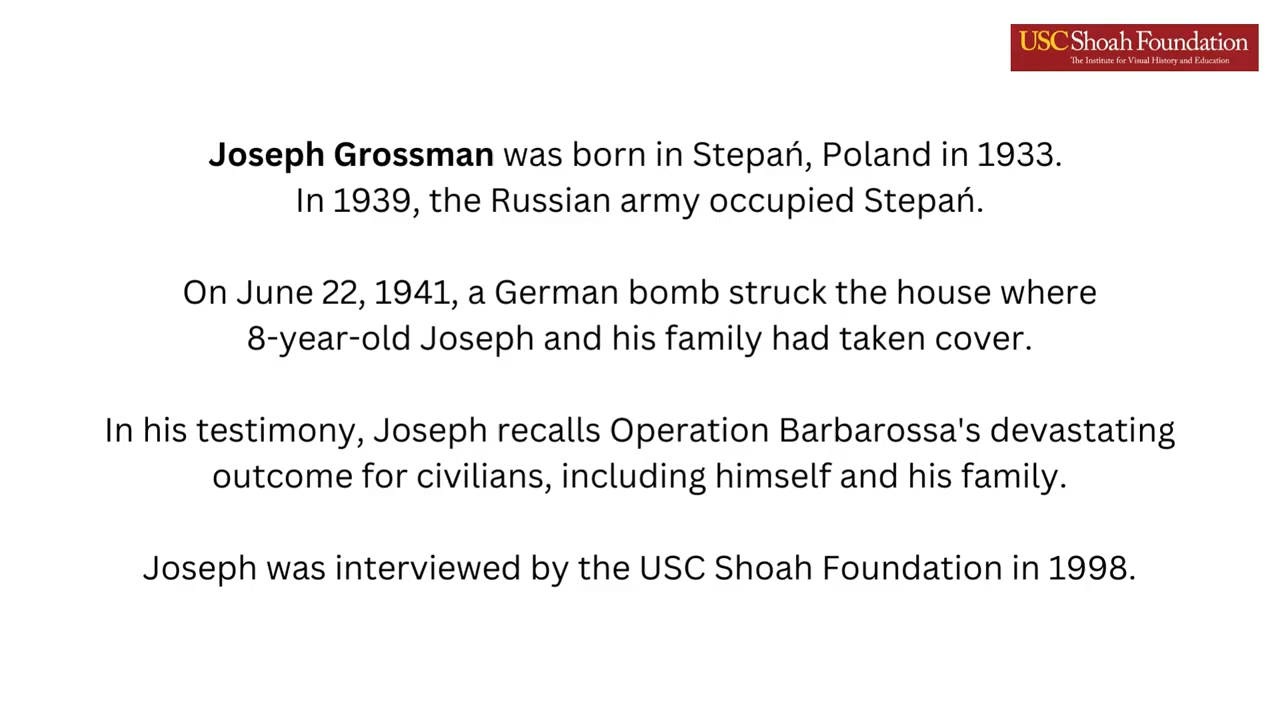 USC Shoah Foundation
The Institute for Visual History and Education
Joseph Grossman was born in Stepań, Poland in 1933.
In 1939, the Russian army occupied Stepań.
On June 22, 1941, a German bomb struck the house where
8-year-old Joseph and his family had taken cover.
In his testimony, Joseph recalls Operation Barbarossa's devastating
outcome for civilians, including himself and his family.
Joseph was interviewed by the USC Shoah Foundation in 1998.